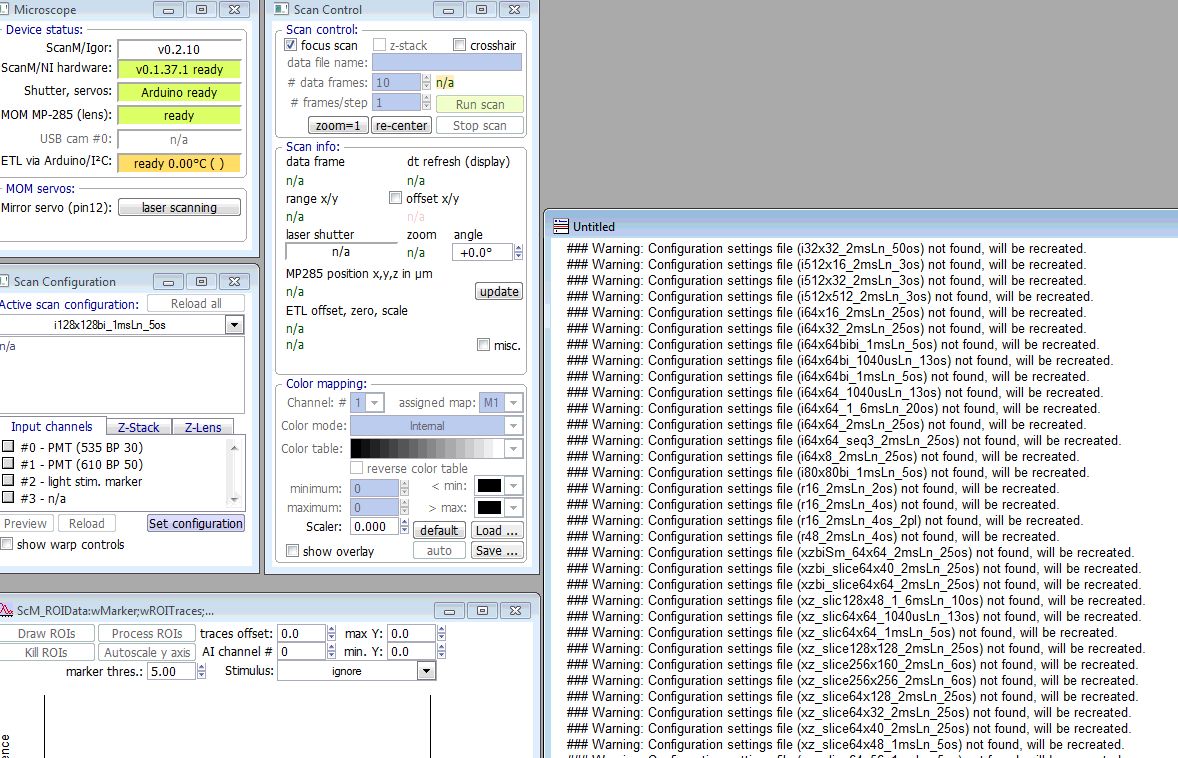 Microscope
Device status:
ScanM/Igor: v0.2.10
ScanM/NI hardware: v0.1.37.1 ready
Shutter, servos: Arduino ready
MOM MP-285 (lens): ready
USB cam #0: n/a
ETL via Arduino/I²C: ready 0.00°C ( )
MOM servos:
Mirror servo (pin12): laser scanning
Scan Configuration
Active scan configuration: Reload all
i128x128bi_1msLn_5os
n/a
Input channels Z-Stack Z-Lens
#0 - PMT (535 BP 30)
#1 - PMT (610 BP 50)
#2 - light stim. marker
#3 - n/a
Preview Reload Set configuration
show warp controls
Scan Control
Scan control:
focus scan z-stack crosshair
data file name:
# data frames: 10 n/a
# frames/step 1 Run scan
zoom=1 re-center Stop scan
Scan info:
data frame dt refresh (display)
n/a n/a
range x/y offset x/y
n/a n/a
laser shutter zoom angle
n/a n/a +0.0°
MP285 position x,y,z in µm
n/a update
ETL offset, zero, scale
n/a
n/a misc.
Color mapping:
Channel: # 1 assigned map: M1
Color mode: Internal
Color table:
reverse color table
minimum: 0 < min:
maximum: 0 > max:
Scaler: 0.000 default Load ...
show overlay auto Save ...
ScM_ROIData:wMarker;wROITraces;...
Draw ROIs Process ROIs traces offset: 0.0 max Y: 0.0
Kill ROIs Autoscale y axis AI channel # 0 min. Y: 0.0
marker thres.: 5.00 Stimulus: ignore
Untitled
### Warning: Configuration settings file (i32x32_2msLn_50os) not found, will be recreated.
### Warning: Configuration settings file (i512x16_2msLn_3os) not found, will be recreated.
### Warning: Configuration settings file (i512x32_2msLn_3os) not found, will be recreated.
### Warning: Configuration settings file (i512x512_2msLn_3os) not found, will be recreated.
### Warning: Configuration settings file (i64x16_2msLn_25os) not found, will be recreated.
### Warning: Configuration settings file (i64x32_2msLn_25os) not found, will be recreated.
### Warning: Configuration settings file (i64x64bibi_1msLn_5os) not found, will be recreated.
### Warning: Configuration settings file (i64x64bi_1040usLn_13os) not found, will be recreated.
### Warning: Configuration settings file (i64x64bi_1msLn_5os) not found, will be recreated.
### Warning: Configuration settings file (i64x64_1040usLn_13os) not found, will be recreated.
### Warning: Configuration settings file (i64x64_1_6msLn_20os) not found, will be recreated.
### Warning: Configuration settings file (i64x64_2msLn_25os) not found, will be recreated.
### Warning: Configuration settings file (i64x64_seq3_2msLn_25os) not found, will be recreated.
### Warning: Configuration settings file (i64x8_2msLn_25os) not found, will be recreated.
### Warning: Configuration settings file (i80x80bi_1msLn_5os) not found, will be recreated.
### Warning: Configuration settings file (r16_2msLn_2os) not found, will be recreated.
### Warning: Configuration settings file (r16_2msLn_4os) not found, will be recreated.
### Warning: Configuration settings file (r16_2msLn_4os_2pl) not found, will be recreated.
### Warning: Configuration settings file (r48_2msLn_4os) not found, will be recreated.
### Warning: Configuration settings file (xzbiSm_64x64_2msLn_25os) not found, will be recreated.
### Warning: Configuration settings file (xzbi_slice64x40_2msLn_25os) not found, will be recreated.
### Warning: Configuration settings file (xzbi_slice64x64_2msLn_25os) not found, will be recreated.
### Warning: Configuration settings file (xz_slic128x48_1_6msLn_10os) not found, will be recreated.
### Warning: Configuration settings file (xz_slic64x64_1040usLn_13os) not found, will be recreated.
### Warning: Configuration settings file (xz_slic64x64_1msLn_5os) not found, will be recreated.
### Warning: Configuration settings file (xz_slice128x128_2msLn_25os) not found, will be recreated.
### Warning: Configuration settings file (xz_slice256x160_2msLn_6os) not found, will be recreated.
### Warning: Configuration settings file (xz_slice256x256_2msLn_6os) not found, will be recreated.
### Warning: Configuration settings file (xz_slice64x128_2msLn_25os) not found, will be recreated.
### Warning: Configuration settings file (xz_slice64x32_2msLn_25os) not found, will be recreated.
### Warning: Configuration settings file (xz_slice64x40_2msLn_25os) not found, will be recreated.
### Warning: Configuration settings file (xz_slice64x48_1msLn_5os) not found, will be recreated.